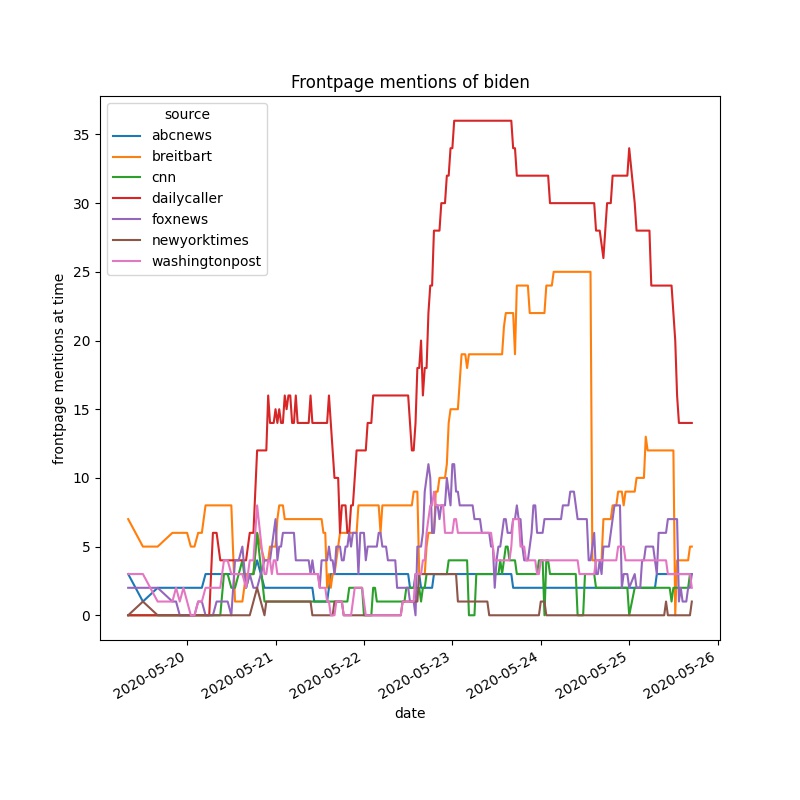 Frontpage mentions of biden
source
abcnews
breitbart
cnn
dailycaller
foxnews
newyorktimes
washingtonpost
frontpage mentions at time
35
30
25
20
15
10
5
0
2020-05-20
2020-05-21
2020-05-22
2020-05-23
2020-05-24
2020-05-25
2020-05-26
date